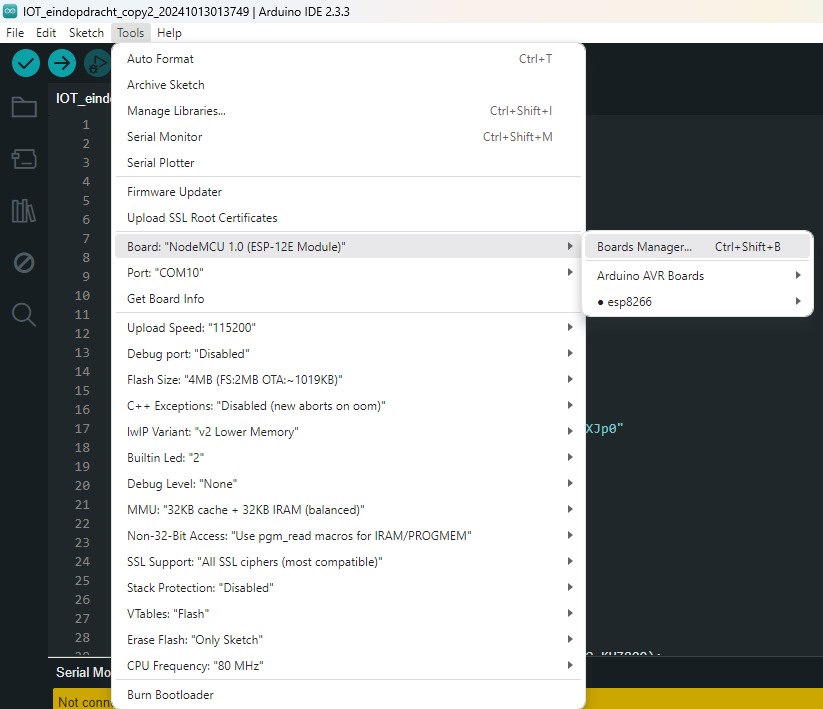 IOT_eindopdracht_copy2_20241013013749 | Arduino IDE 2.3.3
File Edit Sketch Tools Help
Auto Format Ctrl+T
IOT_eind
Archive Sketch
Manage Libraries... Ctrl+Shift+I
Serial Monitor Ctrl+Shift+M
Serial Plotter
Firmware Updater
Upload SSL Root Certificates
Board: "NodeMCU 1.0 (ESP-12E Module)"
Port: "COM10"
Get Board Info
Upload Speed: "115200"
Debug port: "Disabled"
Flash Size: "4MB (FS:2MB OTA:~1019KB)"
C++ Exceptions: "Disabled (new aborts on oom)"
lwIP Variant: "v2 Lower Memory"
Builtin Led: "2"
Debug Level: "None"
MMU: "32KB cache + 32KB IRAM (balanced)"
Non-32-Bit Access: "Use pgm_read macros for IRAM/PROGMEM"
SSL Support: "All SSL ciphers (most compatible)"
Stack Protection: "Disabled"
VTables: "Flash"
Erase Flash: "Only Sketch"
CPU Frequency: "80 MHz"
Burn Bootloader
Boards Manager... Ctrl+Shift+B
Arduino AVR Boards
● esp8266
1
2
3
4
5
6
7
8
9
10
11
12
13
14
15
16
17
XJp0"
18
19
20
21
22
23
24
25
26
27
28
29
Serial Mo
Not conn